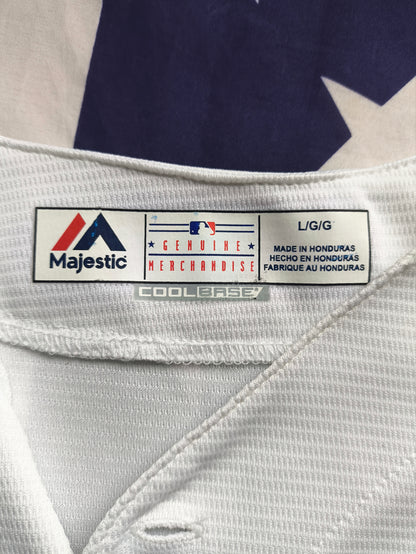 Majestic
GENUINE
MERCHANDISE
L/G/G
MADE IN HONDURAS
HECHO EN HONDURAS
FABRIQUE AU HONDURAS
COOLBASE